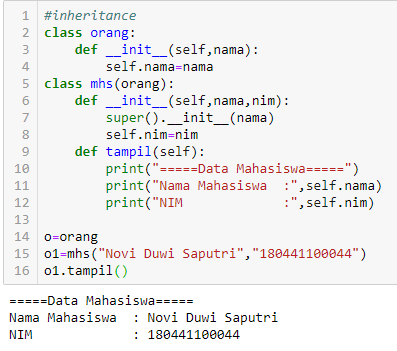 1 #inheritance
2 class orang:
3     def __init__(self,nama):
4         self.nama=nama
5 class mhs(orang):
6     def __init__(self,nama,nim):
7         super().__init__(nama)
8         self.nim=nim
9     def tampil(self):
10         print("=====Data Mahasiswa=====")
11         print("Nama Mahasiswa  :",self.nama)
12         print("NIM             :",self.nim)
13
14 o=orang
15 o1=mhs("Novi Duwi Saputri","180441100044")
16 o1.tampil()
=====Data Mahasiswa=====
Nama Mahasiswa  : Novi Duwi Saputri
NIM             : 180441100044